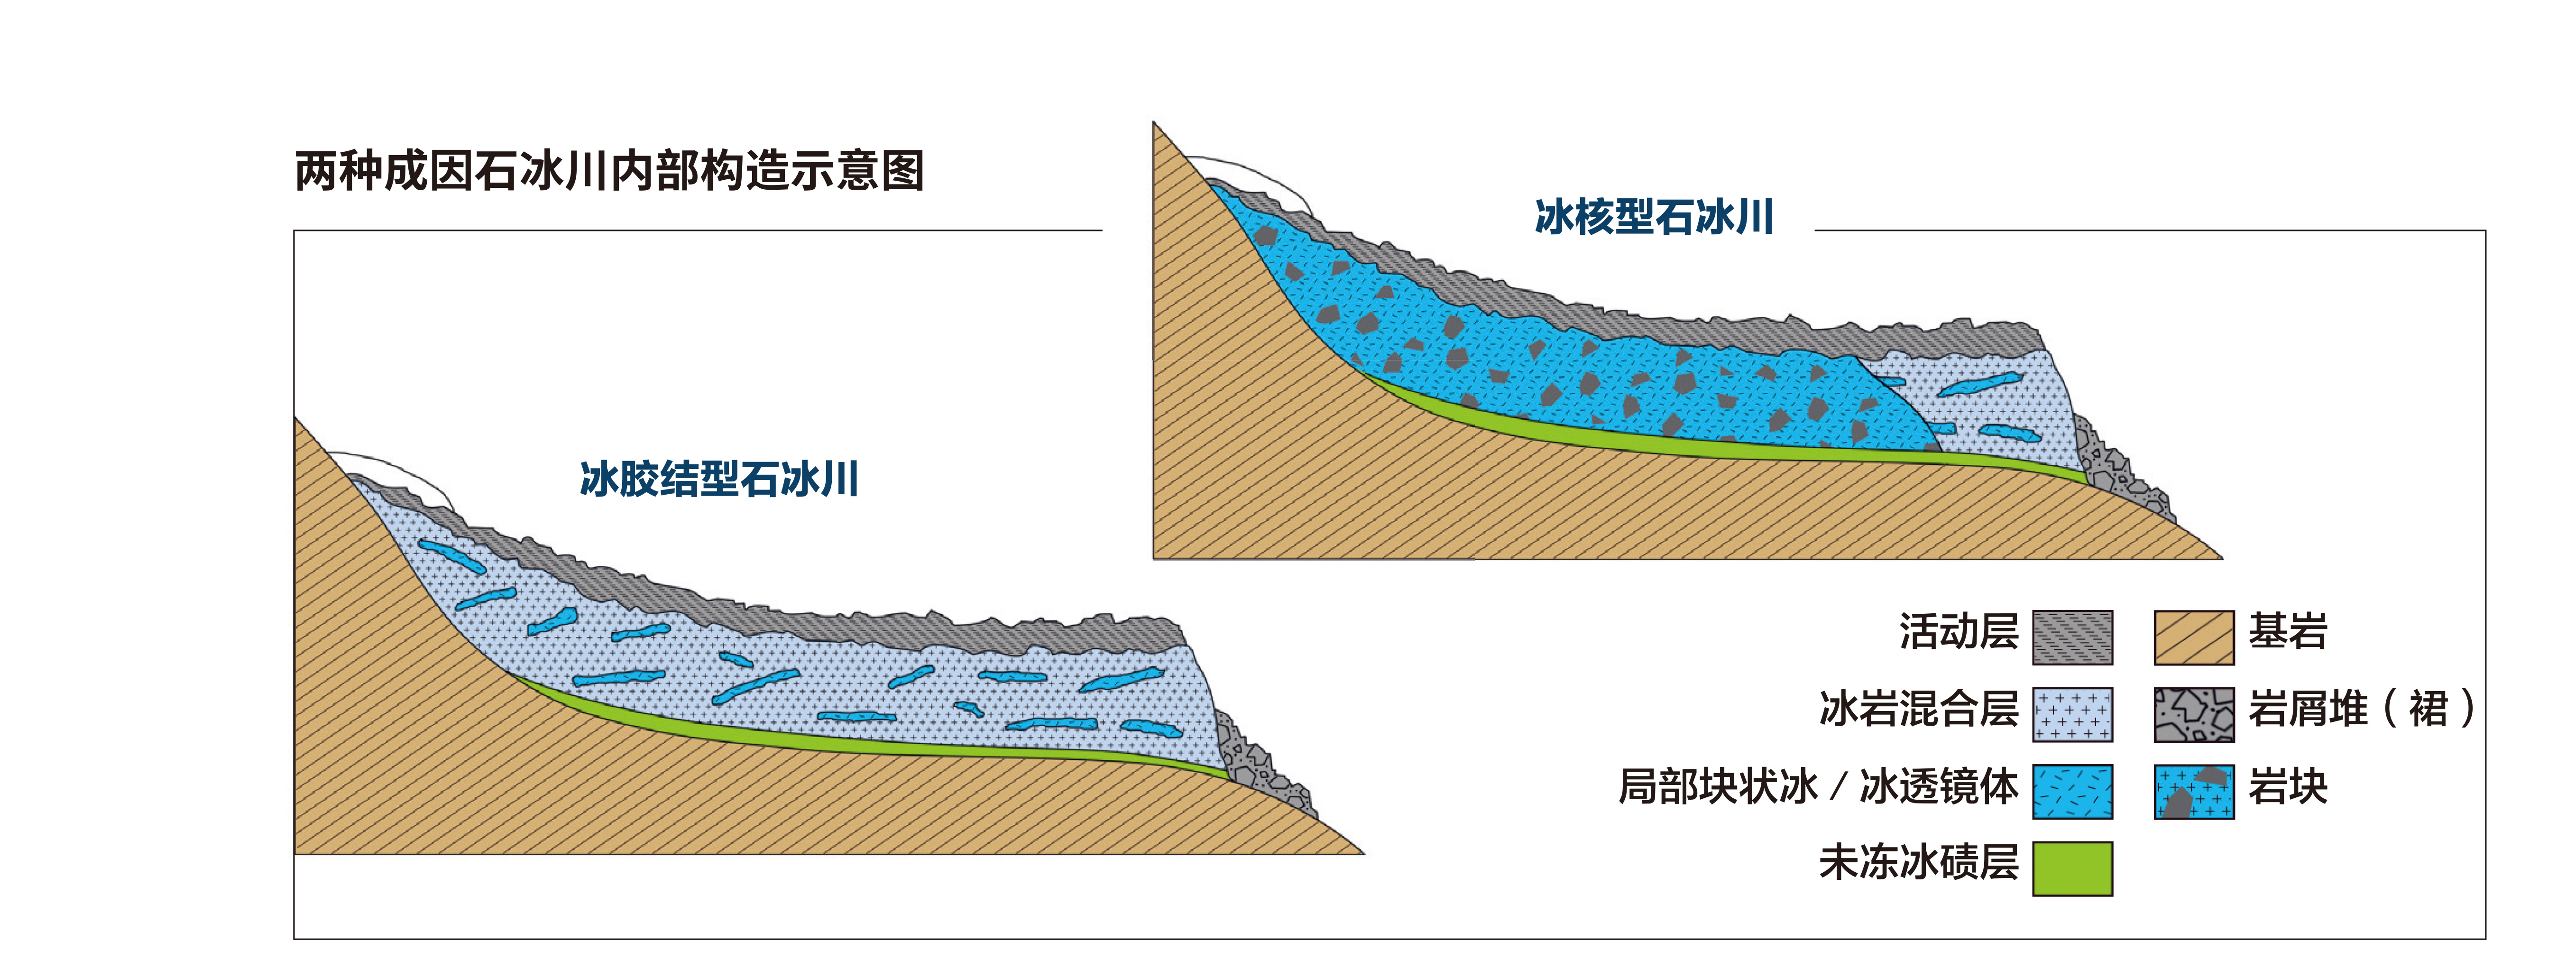 两种成因石冰川内部构造示意图
冰核型石冰川
冰胶结型石冰川
活动层
基岩
冰岩混合层
岩屑堆（裙）
局部块状冰 / 冰透镜体
岩块
未冻冰碛层